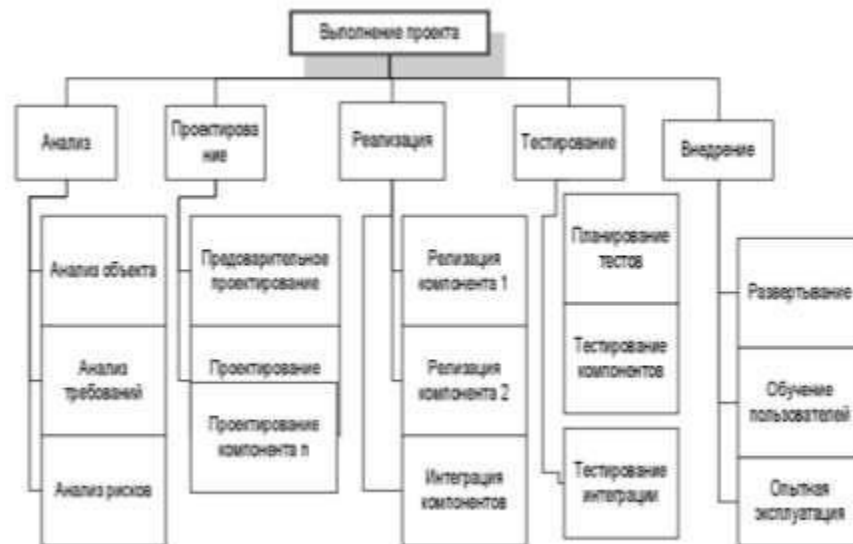 Выполнение проекта
Анализ
Проектирова
ние
Реализация
Тестирование
Внедрение
Анализ объекта
Анализ
требований
Анализ рисков
Предоварительное
проектирование
Проектирование
Проектирование
компонента n
Релизация
компонента 1
Релизация
компонента 2
Интеграция
компонентов
Планирование
тестов
Тестирование
компонентов
Тестирование
интеграции
Развертывание
Обучение
пользователей
Опытная
эксплуатация